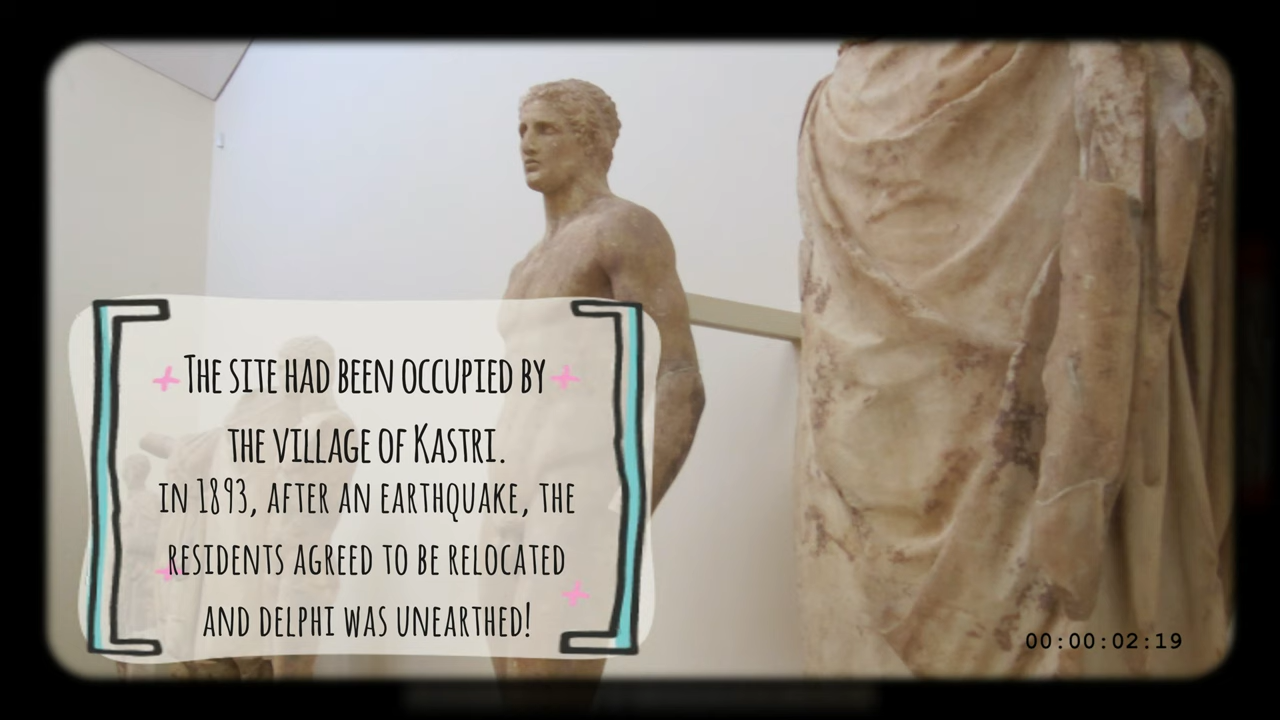 The site had been occupied by
the village of Kastri.
in 1893, after an earthquake, the
residents agreed to be relocated
and delphi was unearthed!
00:00:02:19